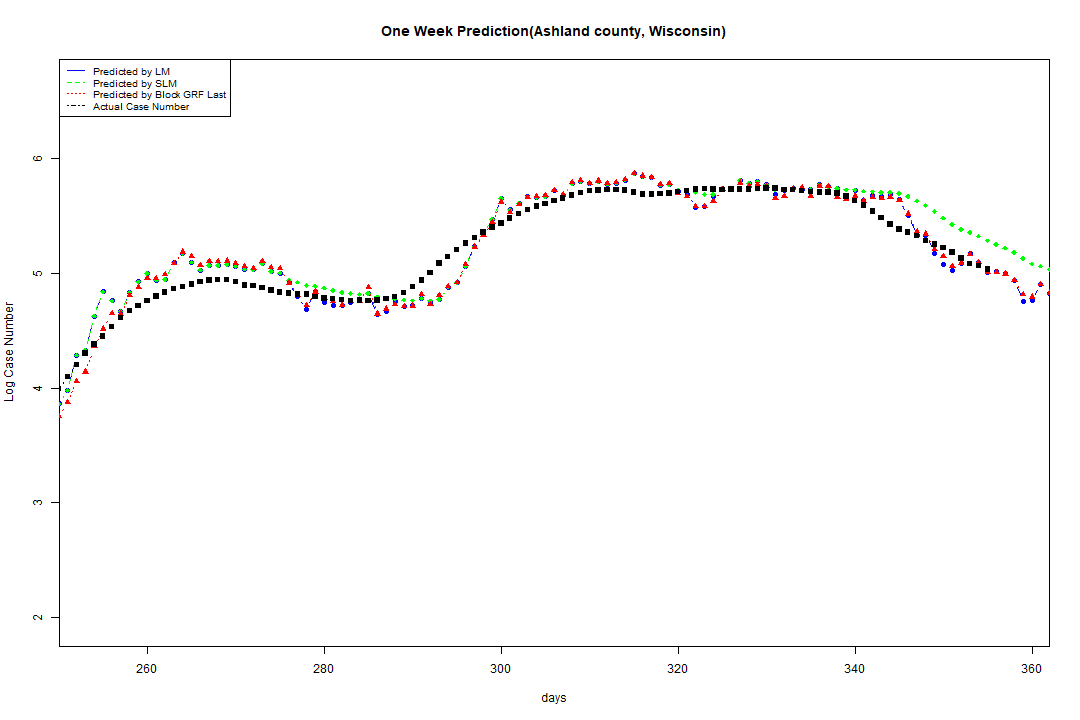 One Week Prediction(Ashland county, Wisconsin)
Predicted by LM
Predicted by SLM
Predicted by Block GRF Last
Actual Case Number
6
5
4
3
2
Log Case Number
260 280 300 320 340 360
days